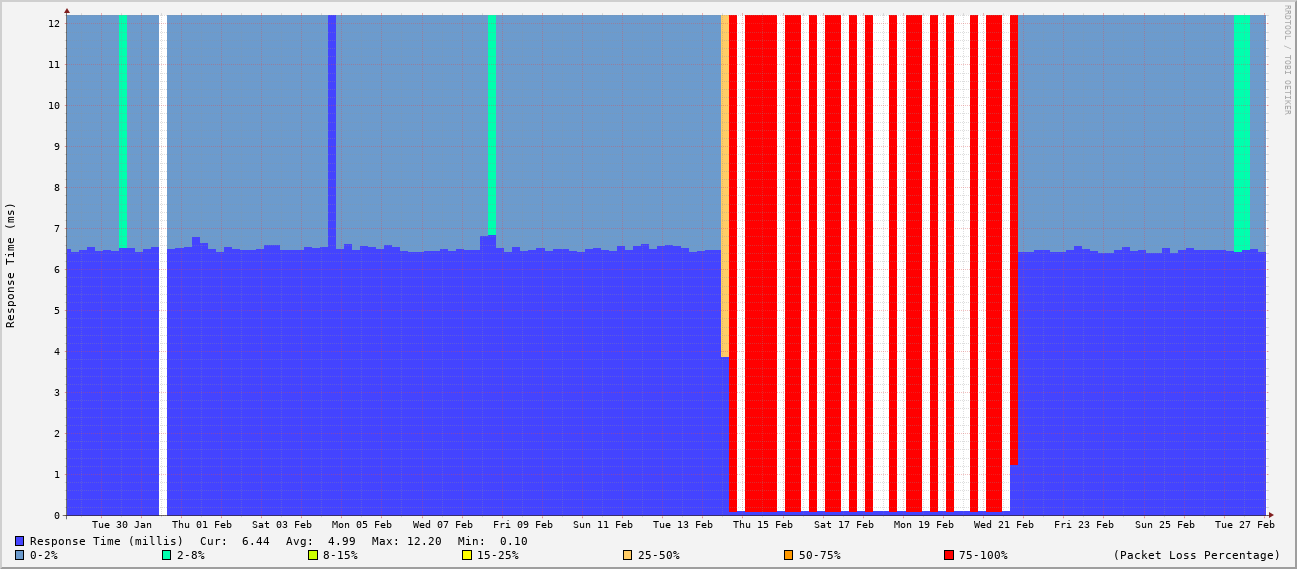 RRDTOOL / TOBI OETIKER
Response Time (ms)
12
11
10
9
8
7
6
5
4
3
2
1
0
Tue 30 Jan Thu 01 Feb Sat 03 Feb Mon 05 Feb Wed 07 Feb Fri 09 Feb Sun 11 Feb Tue 13 Feb Thu 15 Feb Sat 17 Feb Mon 19 Feb Wed 21 Feb Fri 23 Feb Sun 25 Feb Tue 27 Feb
Response Time (millis) Cur: 6.44 Avg: 4.99 Max: 12.20 Min: 0.10
0-2% 2-8% 8-15% 15-25% 25-50% 50-75% 75-100% (Packet Loss Percentage)